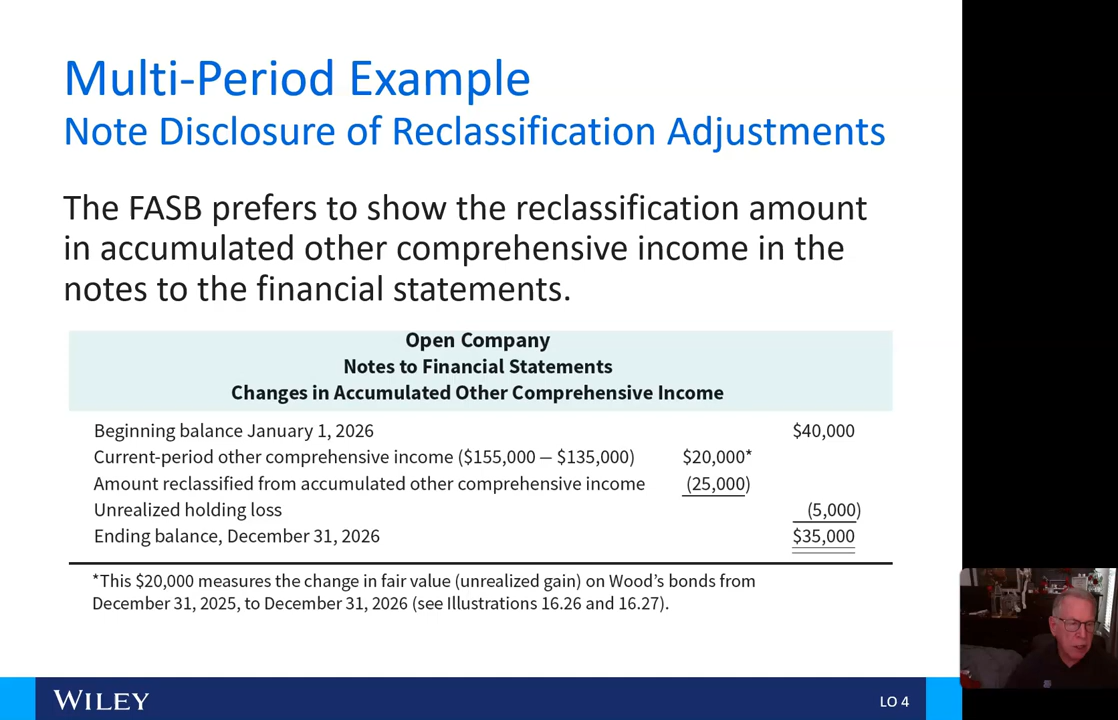 Multi-Period Example
Note Disclosure of Reclassification Adjustments
The FASB prefers to show the reclassification amount
in accumulated other comprehensive income in the
notes to the financial statements.
Open Company
Notes to Financial Statements
Changes in Accumulated Other Comprehensive Income
Beginning balance January 1, 2026 $40,000
Current-period other comprehensive income ($155,000 – $135,000) $20,000*
Amount reclassified from accumulated other comprehensive income (25,000)
Unrealized holding loss (5,000)
Ending balance, December 31, 2026 $35,000
*This $20,000 measures the change in fair value (unrealized gain) on Wood’s bonds from
December 31, 2025, to December 31, 2026 (see Illustrations 16.26 and 16.27).
WILEY LO 4